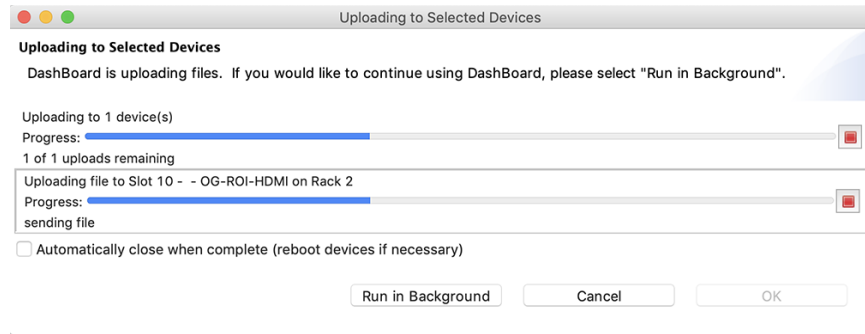 Uploading to Selected Devices
Uploading to Selected Devices
DashBoard is uploading files. If you would like to continue using DashBoard, please select "Run in Background".
Uploading to 1 device(s)
Progress:
1 of 1 uploads remaining
Uploading file to Slot 10 - - OG-ROI-HDMI on Rack 2
Progress:
sending file
Automatically close when complete (reboot devices if necessary)
Run in Background Cancel OK